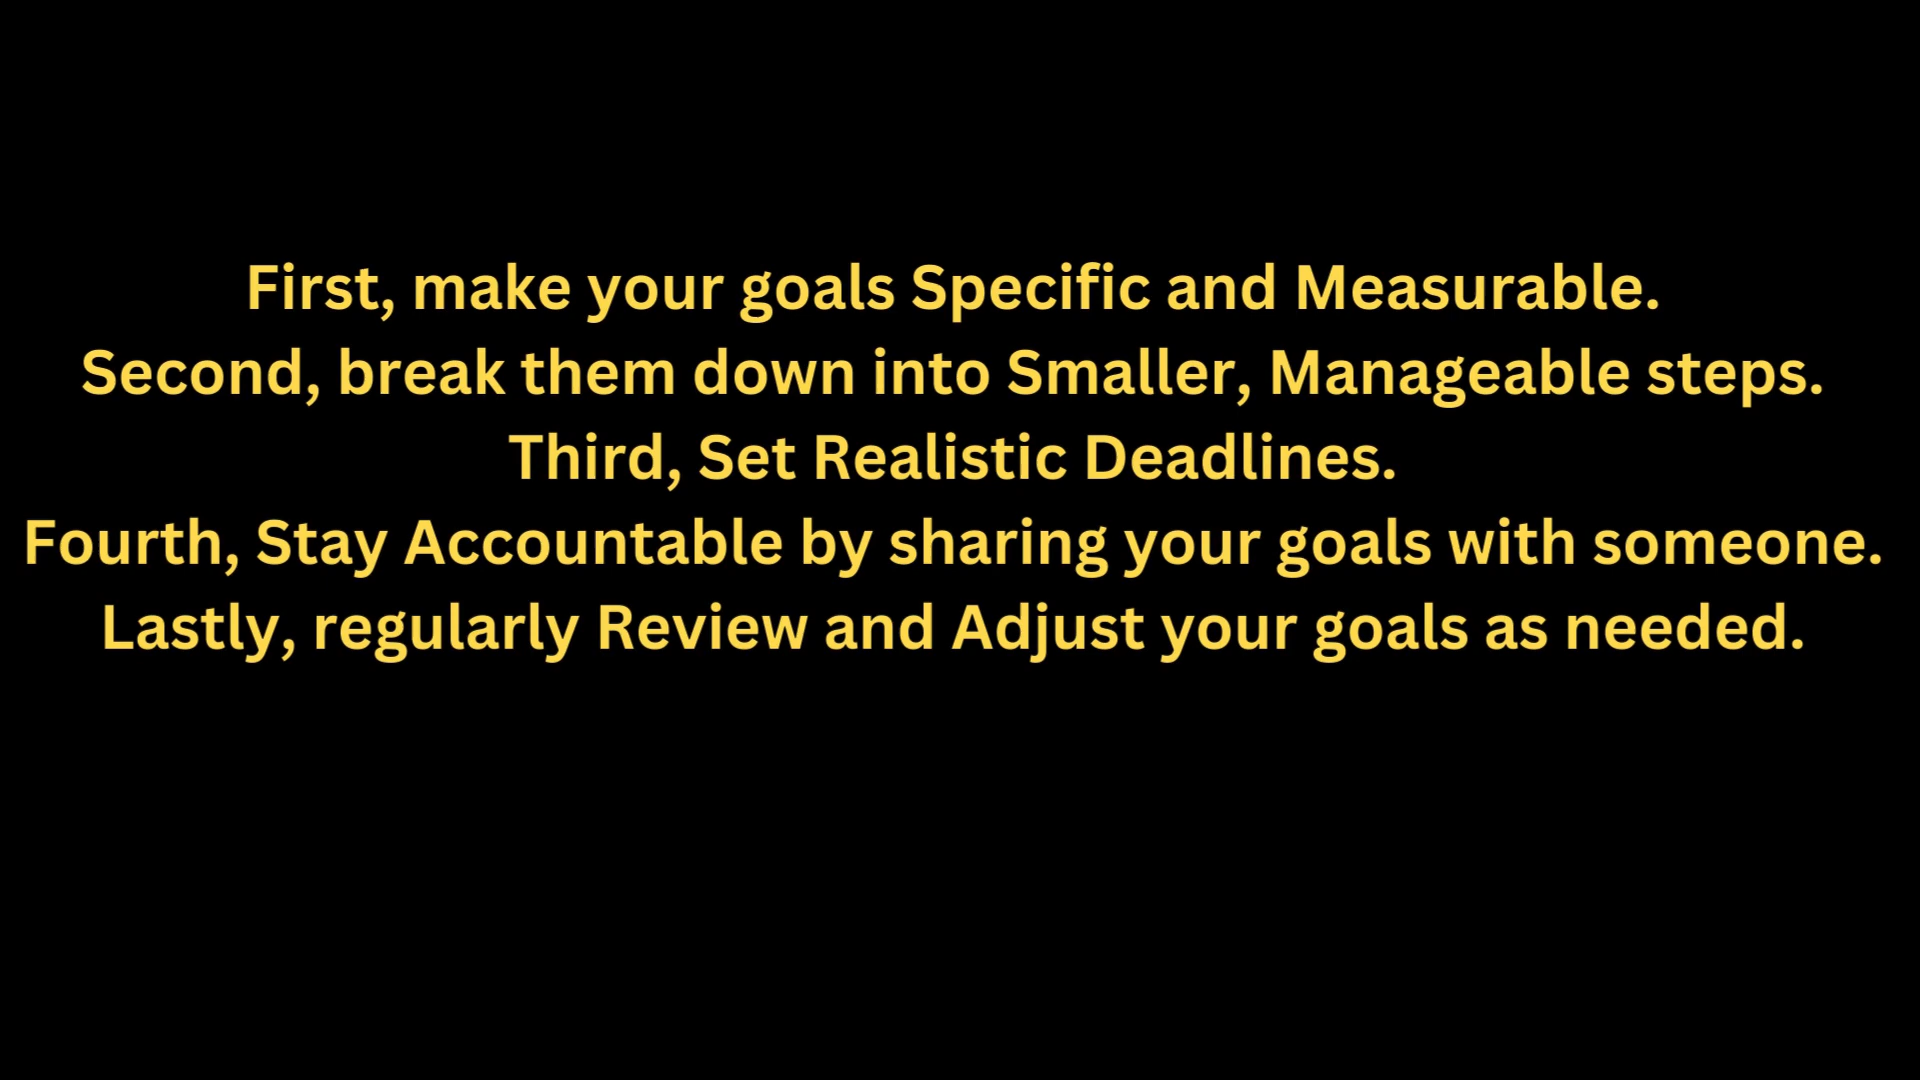 First, make your goals Specific and Measurable.
Second, break them down into Smaller, Manageable steps.
Third, Set Realistic Deadlines.
Fourth, Stay Accountable by sharing your goals with someone.
Lastly, regularly Review and Adjust your goals as needed.